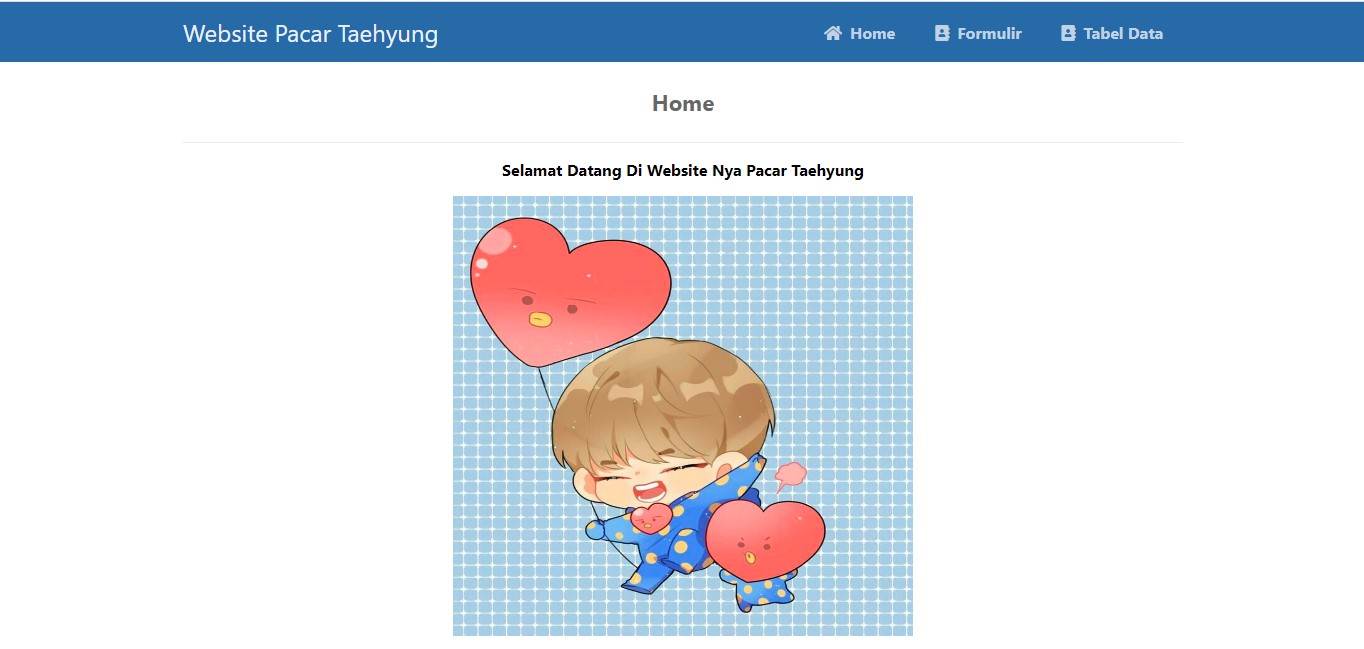 Website Pacar Taehyung
Home
Formulir
Tabel Data
Home
Selamat Datang Di Website Nya Pacar Taehyung